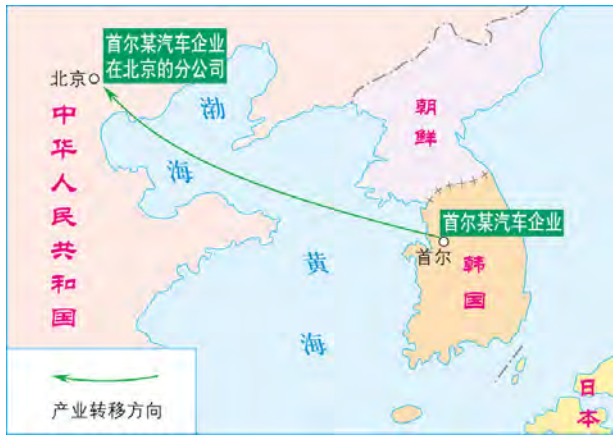 首尔某汽车企业
在北京的分公司
北京
渤海
朝鲜
中华人民共和国
首尔某汽车企业
首尔
韩国
黄海
日本
产业转移方向